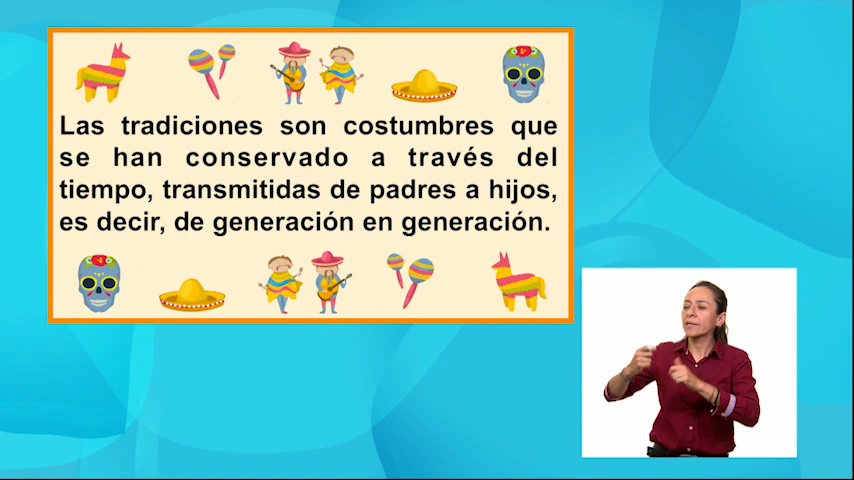 Las tradiciones son costumbres que
se han conservado a través del
tiempo, transmitidas de padres a hijos,
es decir, de generación en generación.